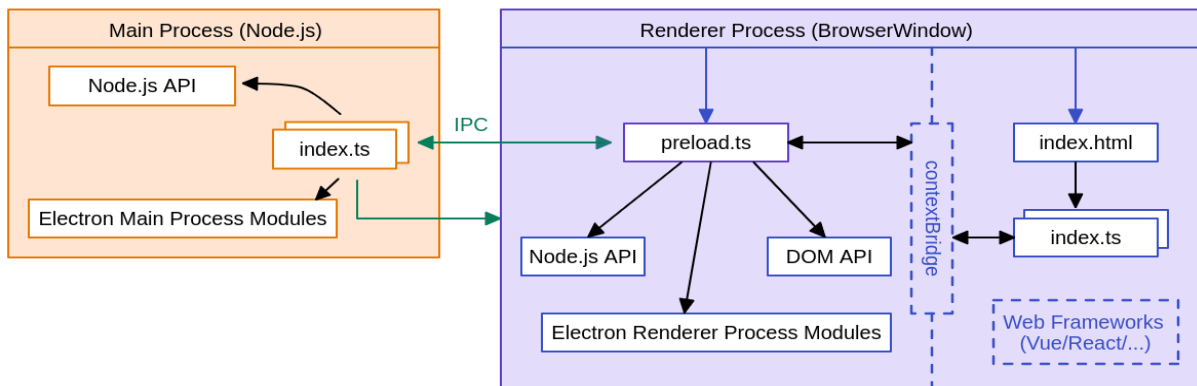 Main Process (Node.js)
Node.js API
index.ts
Electron Main Process Modules
IPC
Renderer Process (BrowserWindow)
preload.ts
Node.js API
DOM API
Electron Renderer Process Modules
contextBridge
index.html
index.ts
Web Frameworks
(Vue/React/...)